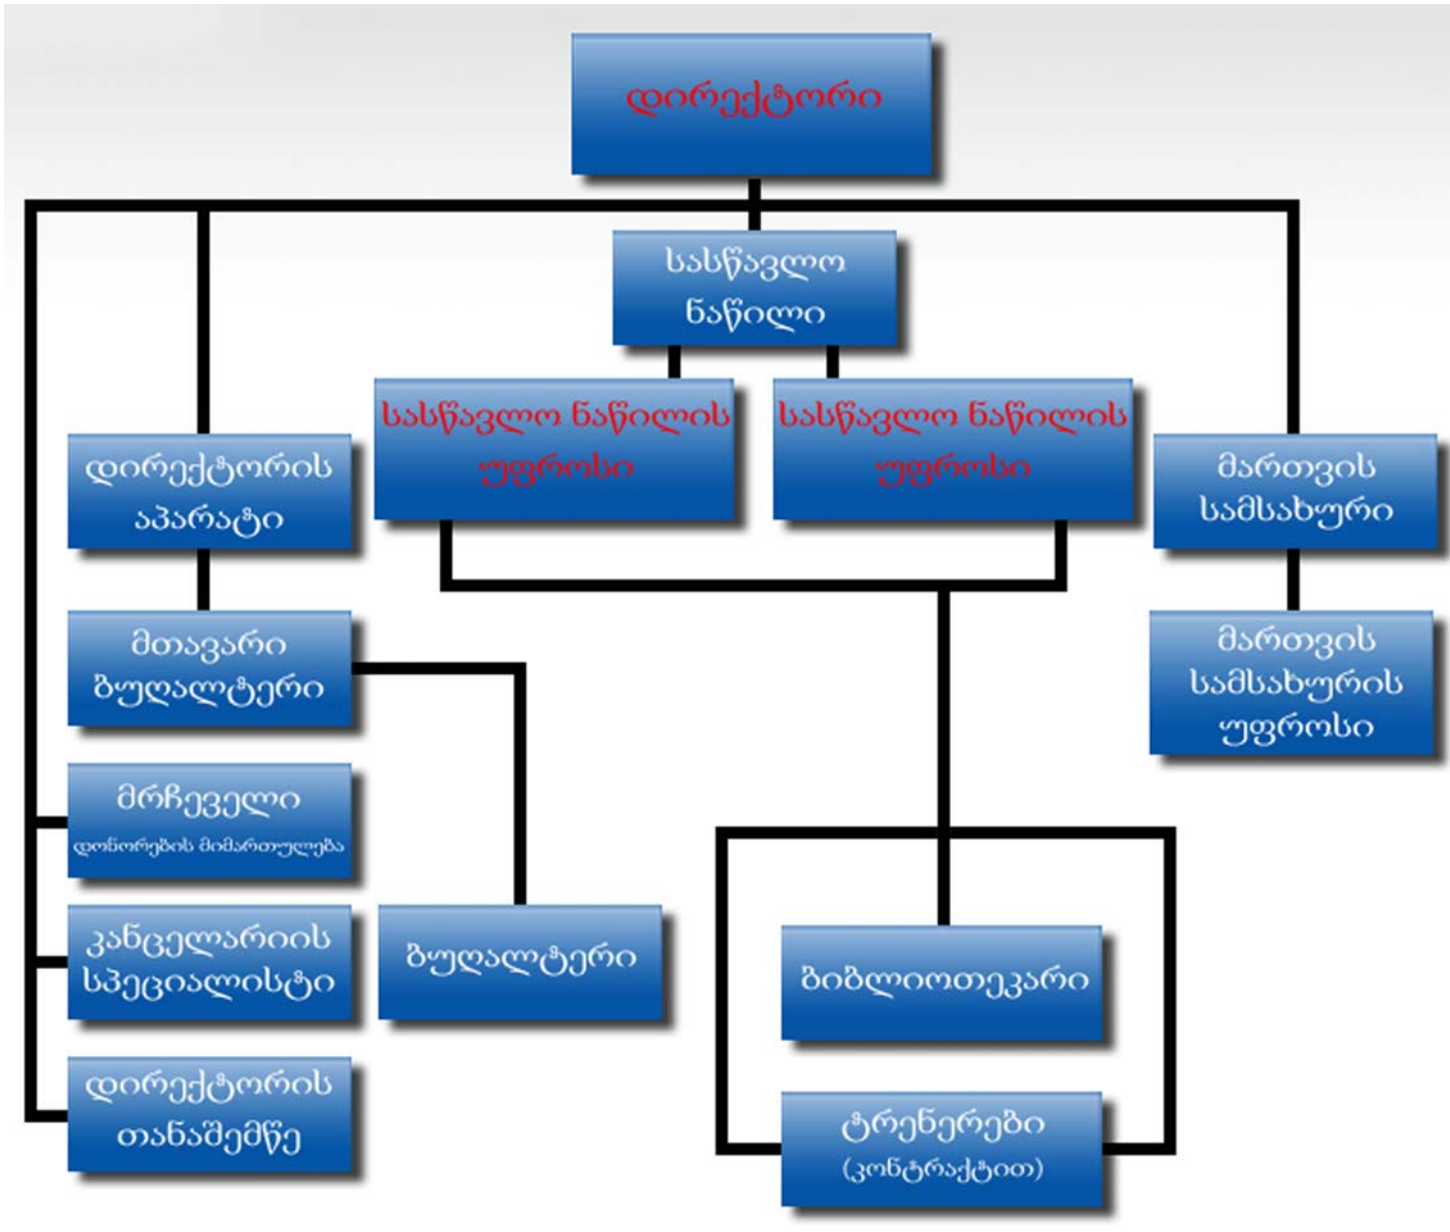 დირექტორი
სასწავლო
ნაწილი
სასწავლო ნაწილის
უფროსი
სასწავლო ნაწილის
უფროსი
დირექტორის
აპარატი
მართვის
სამსახური
მთავარი
ბუღალტერი
მართვის
სამსახურის
უფროსი
მრჩეველი
დონორების მიმართულება
კანცელარიის
სპეციალისტი
ბუღალტერი
ბიბლიოთეკარი
დირექტორის
თანაშემწე
ტრენერები
(კონტრაქტით)